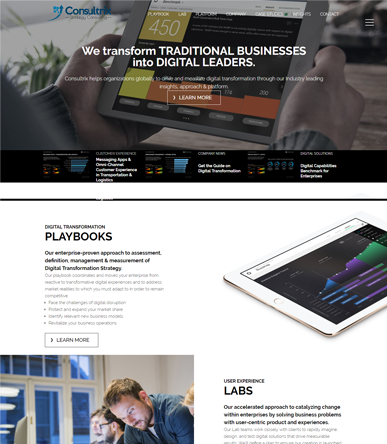 Consultrix
PLAYBOOK LAB PLATFORM COMPANY CASE STUDIES INSIGHTS CONTACT
450
We transform TRADITIONAL BUSINESSES
into DIGITAL LEADERS.
Consultrix helps organizations globally to drive and measure digital transformation through our industry leading
insights, approach & platform.
LEARN MORE
CUSTOMER EXPERIENCE
Messaging Apps &
Omni-Channel
Customer Experience
in Transportation &
Logistics
COMPANY NEWS
Get the Guide on
Digital Transformation
DIGITAL SOLUTIONS
Digital Capabilities
Benchmark for
Enterprises
DIGITAL TRANSFORMATION
PLAYBOOKS
Our enterprise-proven approach to assessment,
definition, management & measurement of
Digital Transformation Strategy.
Our playbook coordinates and moves your enterprise from
reactive to transformative digital experiences and to address
market realities to which you must adapt to in order to remain
competitive.
Face the challenges of digital disruption
Protect and expand your market share
Identify relevant new business models
Revitalize your business operations
LEARN MORE
USER EXPERIENCE
LABS
Our accelerated approach to catalyzing change
within enterprises by solving business problems
with user-centric product and experiences.
Our Lab teams work closely with clients to rapidly imagine,
design, and test digital solutions that drive measurable